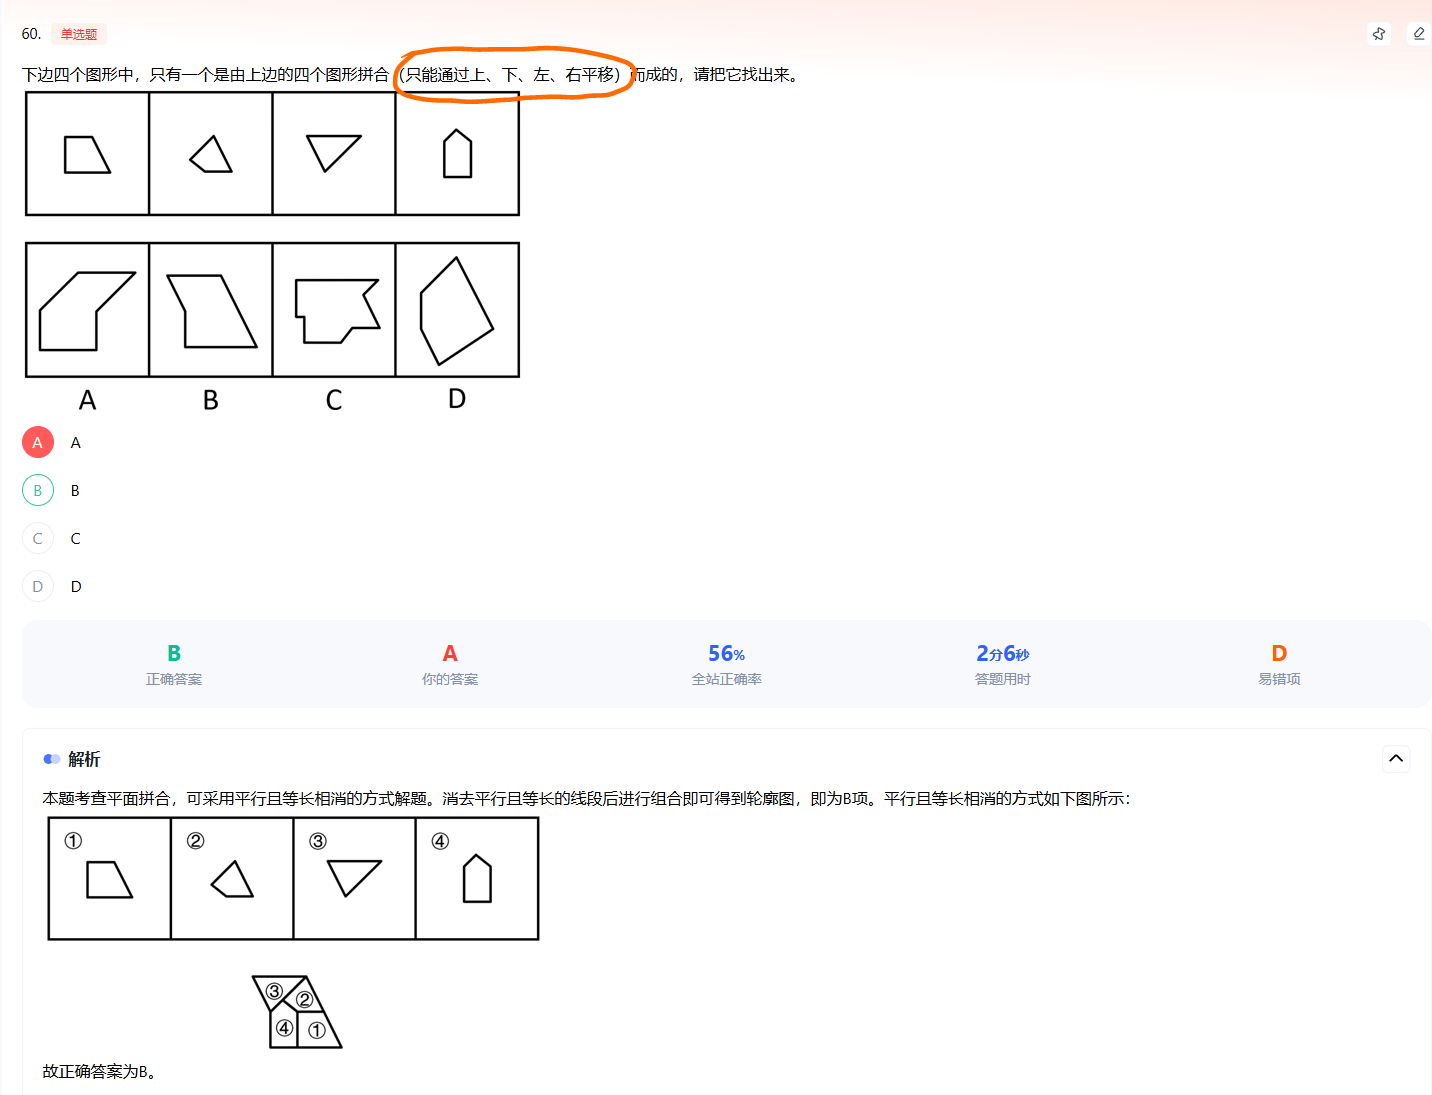 60. 单选题
下边四个图形中，只有一个是由上边的四个图形拼合（只能通过上、下、左、右平移）而成的，请把它找出来。
A B C D
A A
B B
C C
D D
B A 56% 2分6秒 D
正确答案 你的答案 全站正确率 答题用时 易错项
解析
本题考查平面拼合，可采用平行且等长相消的方式解题。消去平行且等长的线段后进行组合即可得到轮廓图，即为B项。平行且等长相消的方式如下图所示：
① ② ③ ④
③ ②
④ ①
故正确答案为B。